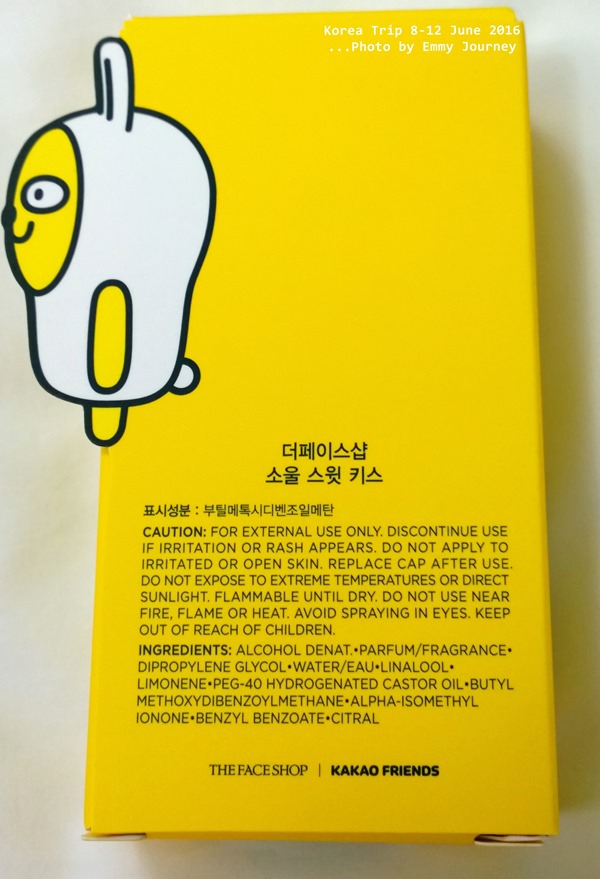 Korea Trip 8-12 June 2016
...Photo by Emmy Journey
더페이스샵
소울 스윗 키스
표시성분 : 부틸메톡시디벤조일메탄
CAUTION: FOR EXTERNAL USE ONLY. DISCONTINUE USE
IF IRRITATION OR RASH APPEARS. DO NOT APPLY TO
IRRITATED OR OPEN SKIN. REPLACE CAP AFTER USE.
DO NOT EXPOSE TO EXTREME TEMPERATURES OR DIRECT
SUNLIGHT. FLAMMABLE UNTIL DRY. DO NOT USE NEAR
FIRE, FLAME OR HEAT. AVOID SPRAYING IN EYES. KEEP
OUT OF REACH OF CHILDREN.
INGREDIENTS: ALCOHOL DENAT.•PARFUM/FRAGRANCE•
DIPROPYLENE GLYCOL•WATER/EAU•LINALOOL•
LIMONENE•PEG-40 HYDROGENATED CASTOR OIL•BUTYL
METHOXYDIBENZOYLMETHANE•ALPHA-ISOMETHYL
IONONE•BENZYL BENZOATE•CITRAL
THE FACE SHOP | KAKAO FRIENDS